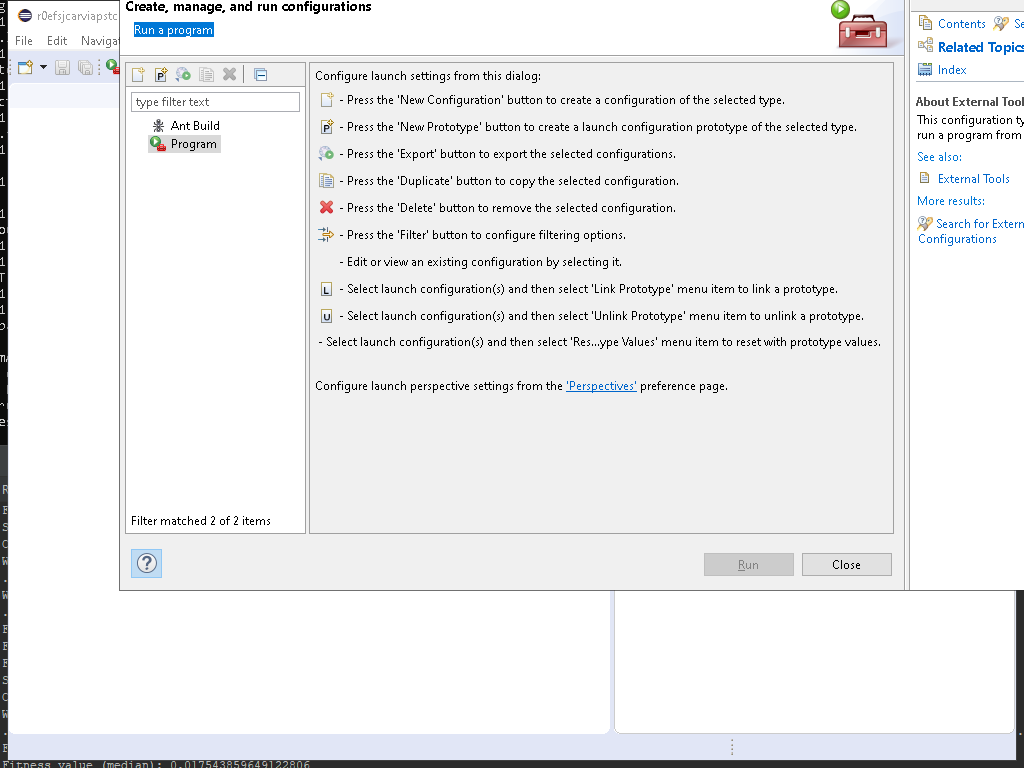 Create, manage, and run configurations
Run a program
r0efsjcarviapstc
File Edit Navigat
type filter text
Ant Build
Program
Filter matched 2 of 2 items
Configure launch settings from this dialog:
- Press the 'New Configuration' button to create a configuration of the selected type.
- Press the 'New Prototype' button to create a launch configuration prototype of the selected type.
- Press the 'Export' button to export the selected configurations.
- Press the 'Duplicate' button to copy the selected configuration.
- Press the 'Delete' button to remove the selected configuration.
- Press the 'Filter' button to configure filtering options.
- Edit or view an existing configuration by selecting it.
L - Select launch configuration(s) and then select 'Link Prototype' menu item to link a prototype.
U - Select launch configuration(s) and then select 'Unlink Prototype' menu item to unlink a prototype.
- Select launch configuration(s) and then select 'Res...ype Values' menu item to reset with prototype values.
Configure launch perspective settings from the 'Perspectives' preference page.
?
Run
Close
Contents Se
Related Topics
Index
About External Tool
This configuration ty
run a program from
See also:
External Tools
More results:
Search for Extern
Configurations
Fitness value (median): 0.017543859649122806